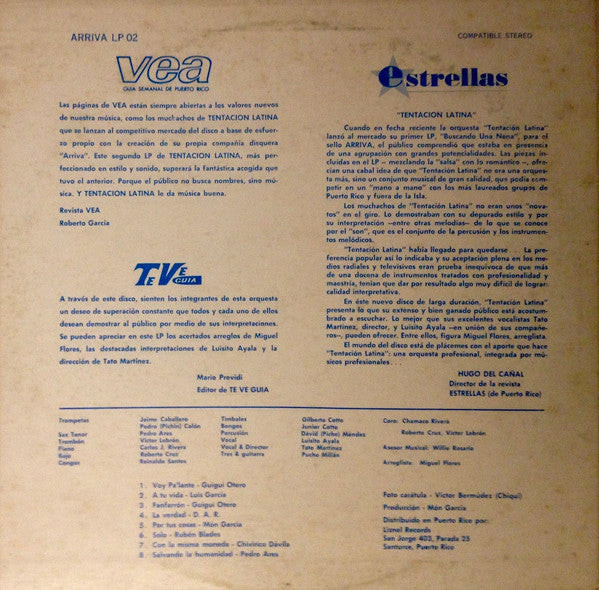 ARRIVA LP 02
COMPATIBLE STEREO
vea
GUIA SEMANAL DE PUERTO RICO
Las páginas de VEA están siempre abiertas a los valores nuevos
de nuestra música, como los muchachos de TENTACION LATINA
que se lanzan al competitivo mercado del disco a base de esfuer-
zo propio con la creación de su propia compañía disquera
"Arriva". Este segundo LP de TENTACION LATINA, más per-
feccionado en estilo y sonido, superará la fantástica acogida que
tuvo el anterior. Porque el público no busca nombres, sino mú-
sica. Y TENTACION LATINA le da música buena.
Revista VEA
Roberto García
TeVe
GUIA
A través de este disco, sienten los integrantes de esta orquesta
un deseo de superación constante que todos y cada uno de ellos
desean demostrar al público por medio de sus interpretaciones.
Se pueden apreciar en este LP los acertados arreglos de Miguel
Flores, las destacadas interpretaciones de Luisito Ayala y la
dirección de Tato Martínez.
Mario Previdi
Editor de TE VE GUIA
estrellas
"TENTACION LATINA"
Cuando en fecha reciente la orquesta "Tentación Latina"
lanzó al mercado su primer LP, "Buscando Una Nena", para el
sello ARRIVA, el público comprendió que estaba en presencia
de una agrupación con grandes potencialidades. Las piezas in-
cluídas en el LP – mezclando la "salsa" con lo romántico –, ofre-
cían una cabal idea de que "Tentación Latina" no era una orques-
ta más, sino un conjunto musical de gran calidad, que podía com-
petir en un "mano a mano" con los más laureados grupos de
Puerto Rico y fuera de la Isla.
Los muchachos de "Tentación Latina" no eran unos "nova-
tos" en el giro. Lo demostraban con su depurado estilo y por
su interpretación –entre otras melodías– de lo que se conoce
por el "son", que es el conjunto de la percusión y los instrumen-
tos melódicos.
"Tentación Latina" había llegado para quedarse . . . La pre-
ferencia popular así lo indicaba y su aceptación plena en los me-
dios radiales y televisivos eran prueba inequívoca de que más
de una docena de instrumentos tratados con profesionalidad y
maestría, tenían que dar por resultado algo muy difícil de lograr:
calidad interpretativa.
En éste nuevo disco de larga duración, "Tentación Latina"
presenta lo que su extenso y bien ganado público está acostum-
brado a escuchar. Lo mejor que sus excelentes vocalistas Tato
Martínez, director, y Luisito Ayala –en unión de sus compañe-
ros–, pueden ofrecer. Entre ellos, figura Miguel Flores, arreglista.
El mundo del disco está de plácemes con el aporte que hace
"Tentación Latina": una orquesta profesional, integrada por mú-
sicos profesionales . . .
HUGO DEL CAÑAL
Director de la revista
ESTRELLAS (de Puerto Rico)
Trompetas Jaime Caballero
Pedro (Pichín) Colón
Sax Tenor Pedro Ares
Trombón Víctor Lebrón
Piano Carlos J. Rivera
Bajo Roberto Cruz
Congas Reinaldo Santos
Timbales Gilberto Cotto
Bongos Junior Cotto
Percusión David (Piche) Méndez
Vocal Luisito Ayala
Vocal & Director Tato Martínez
Tres & guitarra Pucho Millán
Coro: Chamaco Rivera
Roberto Cruz, Víctor Lebrón
Asesor Musical: Willie Rosario
Arreglista: Miguel Flores
1. Voy Pa'lante - Guigui Otero
2. A tu vida - Luis García
3. Fanfarrón - Guigui Otero
4. La verdad - D. A. R.
5. Por tus cosas - Món García
6. Solo - Rubén Blades
7. Con la misma moneda - Chivirico Dávila
8. Salvando la humanidad - Pedro Ares
Foto carátula - Víctor Bermúdez (Chiqui)
Producción - Món García
Distribuido en Puerto Rico por:
Liznel Records
San Jorge 403, Parada 25
Santurce, Puerto Rico